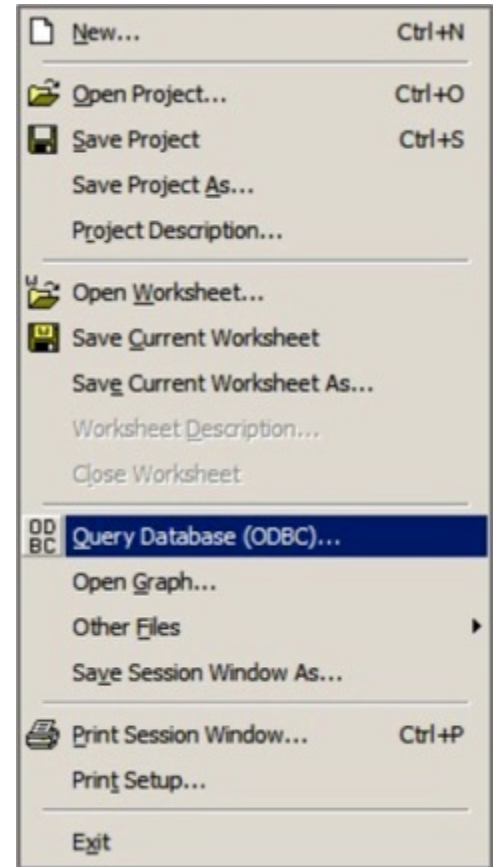 New... Ctrl+N
Open Project... Ctrl+O
Save Project Ctrl+S
Save Project As...
Project Description...
Open Worksheet...
Save Current Worksheet
Save Current Worksheet As...
Worksheet Description...
Close Worksheet
OD
BC Query Database (ODBC)...
Open Graph...
Other Files
Save Session Window As...
Print Session Window... Ctrl+P
Print Setup...
Exit